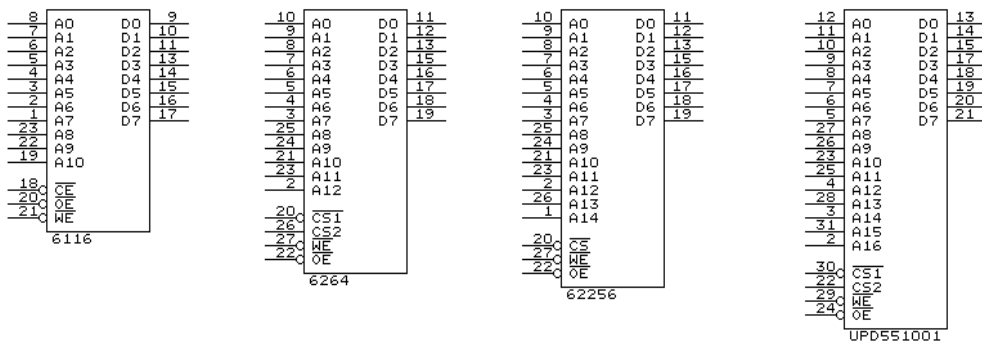 8 A0 D0 9
7 A1 D1 10
6 A2 D2 11
5 A3 D3 13
4 A4 D4 14
3 A5 D5 15
2 A6 D6 16
1 A7 D7 17
23 A8
22 A9
19 A10
18 CE
20 OE
21 WE
6116
10 A0 D0 11
9 A1 D1 12
8 A2 D2 13
7 A3 D3 15
6 A4 D4 16
5 A5 D5 17
4 A6 D6 18
3 A7 D7 19
25 A8
24 A9
21 A10
23 A11
2 A12
20 CS1
26 CS2
27 WE
22 OE
6264
10 A0 D0 11
9 A1 D1 12
8 A2 D2 13
7 A3 D3 15
6 A4 D4 16
5 A5 D5 17
4 A6 D6 18
3 A7 D7 19
25 A8
24 A9
21 A10
23 A11
2 A12
26 A13
1 A14
20 CS
27 WE
22 OE
62256
12 A0 D0 13
11 A1 D1 14
10 A2 D2 15
9 A3 D3 17
8 A4 D4 18
7 A5 D5 19
6 A6 D6 20
5 A7 D7 21
27 A8
26 A9
23 A10
25 A11
4 A12
28 A13
3 A14
31 A15
2 A16
30 CS1
22 CS2
29 WE
24 OE
UPD551001